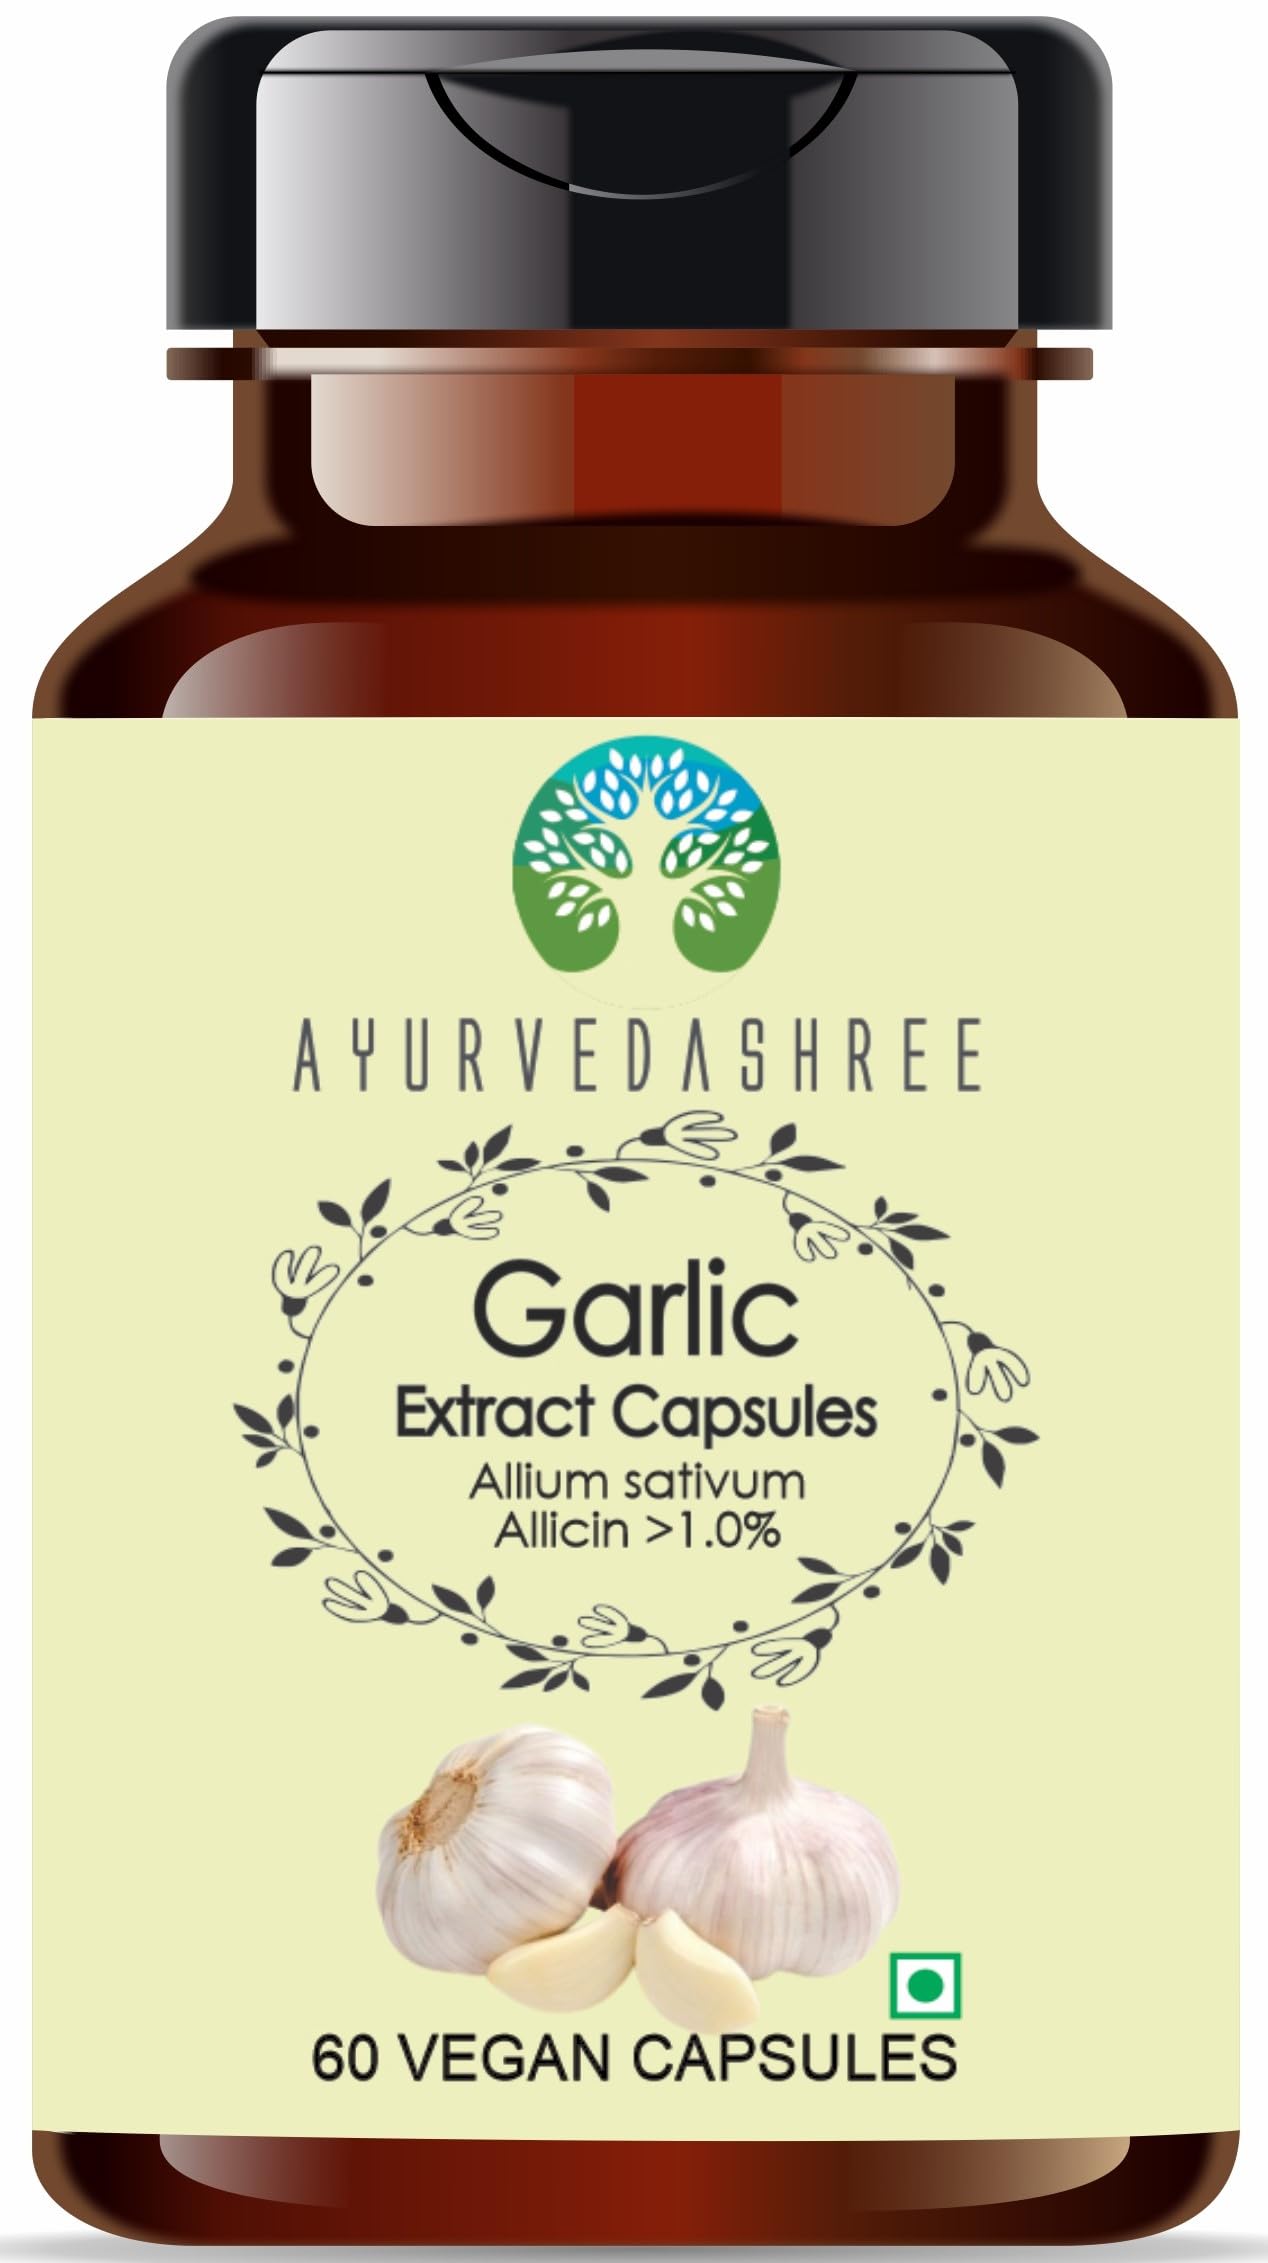 AYURVEDASHREE
Garlic
Extract Capsules
Allium sativum
Allicin >1.0%
60 VEGAN CAPSULES